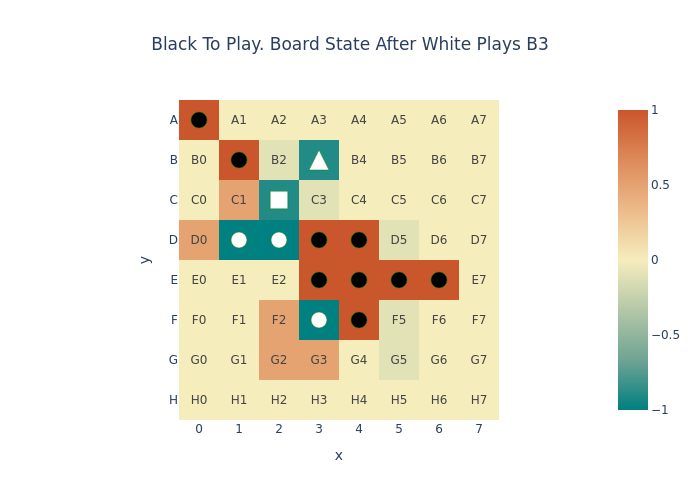 Black To Play. Board State After White Plays B3
A A1 A2 A3 A4 A5 A6 A7
B B0 B2 B4 B5 B6 B7
C C0 C1 C3 C4 C5 C6 C7
D D0 D5 D6 D7
E E0 E1 E2 E7
F F0 F1 F2 F5 F6 F7
G G0 G1 G2 G3 G4 G5 G6 G7
H H0 H1 H2 H3 H4 H5 H6 H7
0 1 2 3 4 5 6 7
x
y
1
0.5
0
−0.5
−1